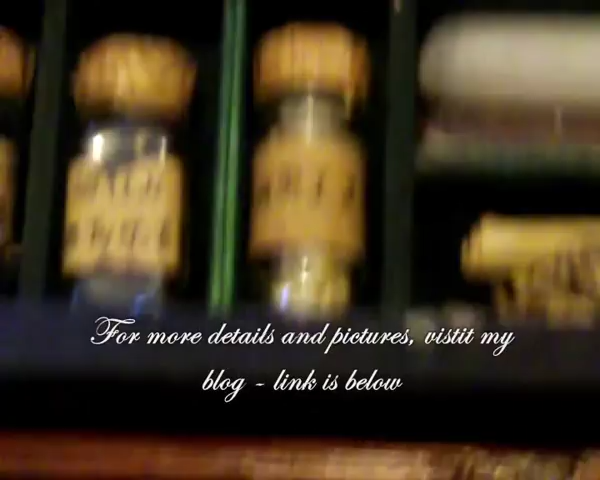 For more details and pictures, vistit my
blog - link is below